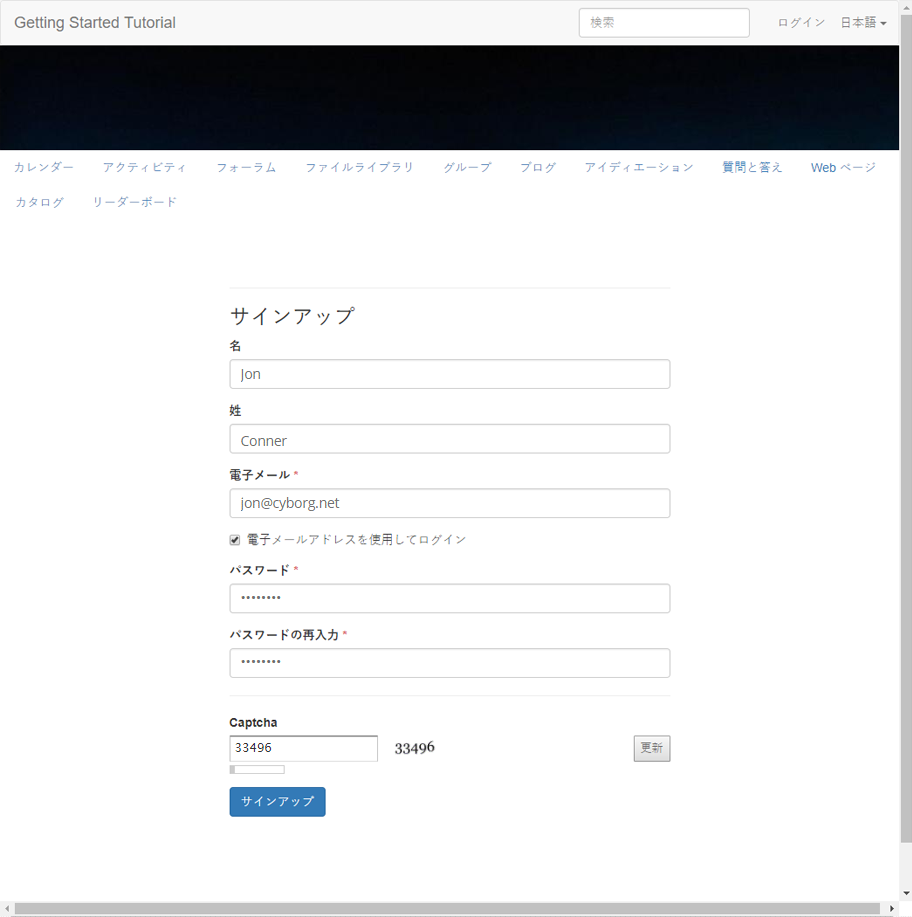 Getting Started Tutorial 検索 ログイン 日本語
カレンダー アクティビティ フォーラム ファイルライブラリ グループ ブログ アイディエーション 質問と答え Web ページ
カタログ リーダーボード
サインアップ
名
Jon
姓
Conner
電子メール *
jon@cyborg.net
電子メールアドレスを使用してログイン
パスワード *
••••••••
パスワードの再入力 *
••••••••
Captcha
33496 33496 更新
サインアップ